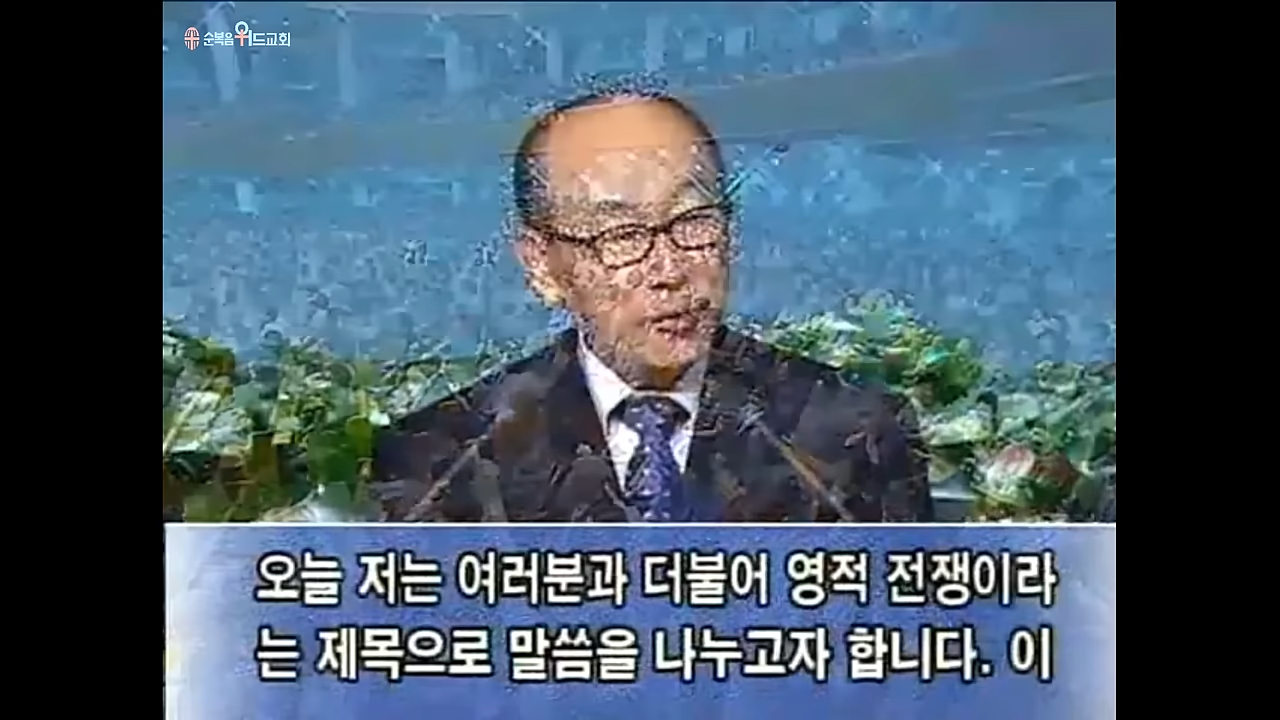 순복음위드교회
오늘 저는 여러분과 더불어 영적 전쟁이라
는 제목으로 말씀을 나누고자 합니다. 이